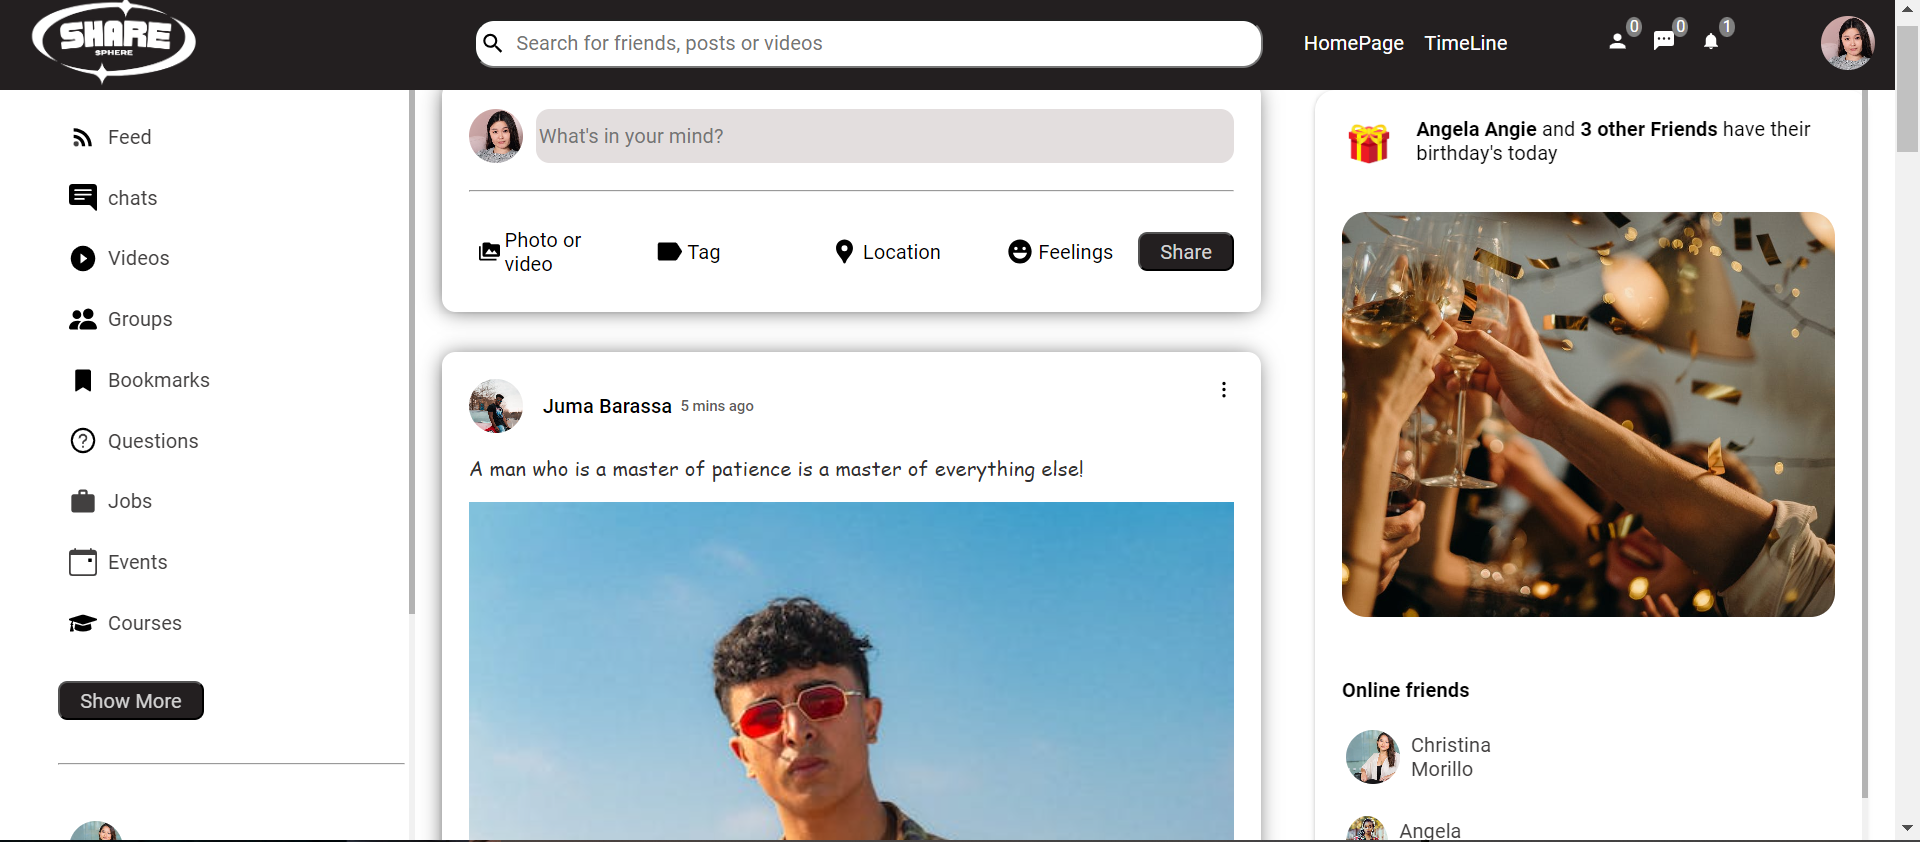 SHARE
SPHERE
Search for friends, posts or videos
HomePage
TimeLine
0
0
1
Feed
chats
Videos
Groups
Bookmarks
Questions
Jobs
Events
Courses
Show More
What's in your mind?
Photo or
video
Tag
Location
Feelings
Share
Juma Barassa 5 mins ago
A man who is a master of patience is a master of everything else!
Angela Angie and 3 other Friends have their
birthday's today
Online friends
Christina
Morillo
Angela